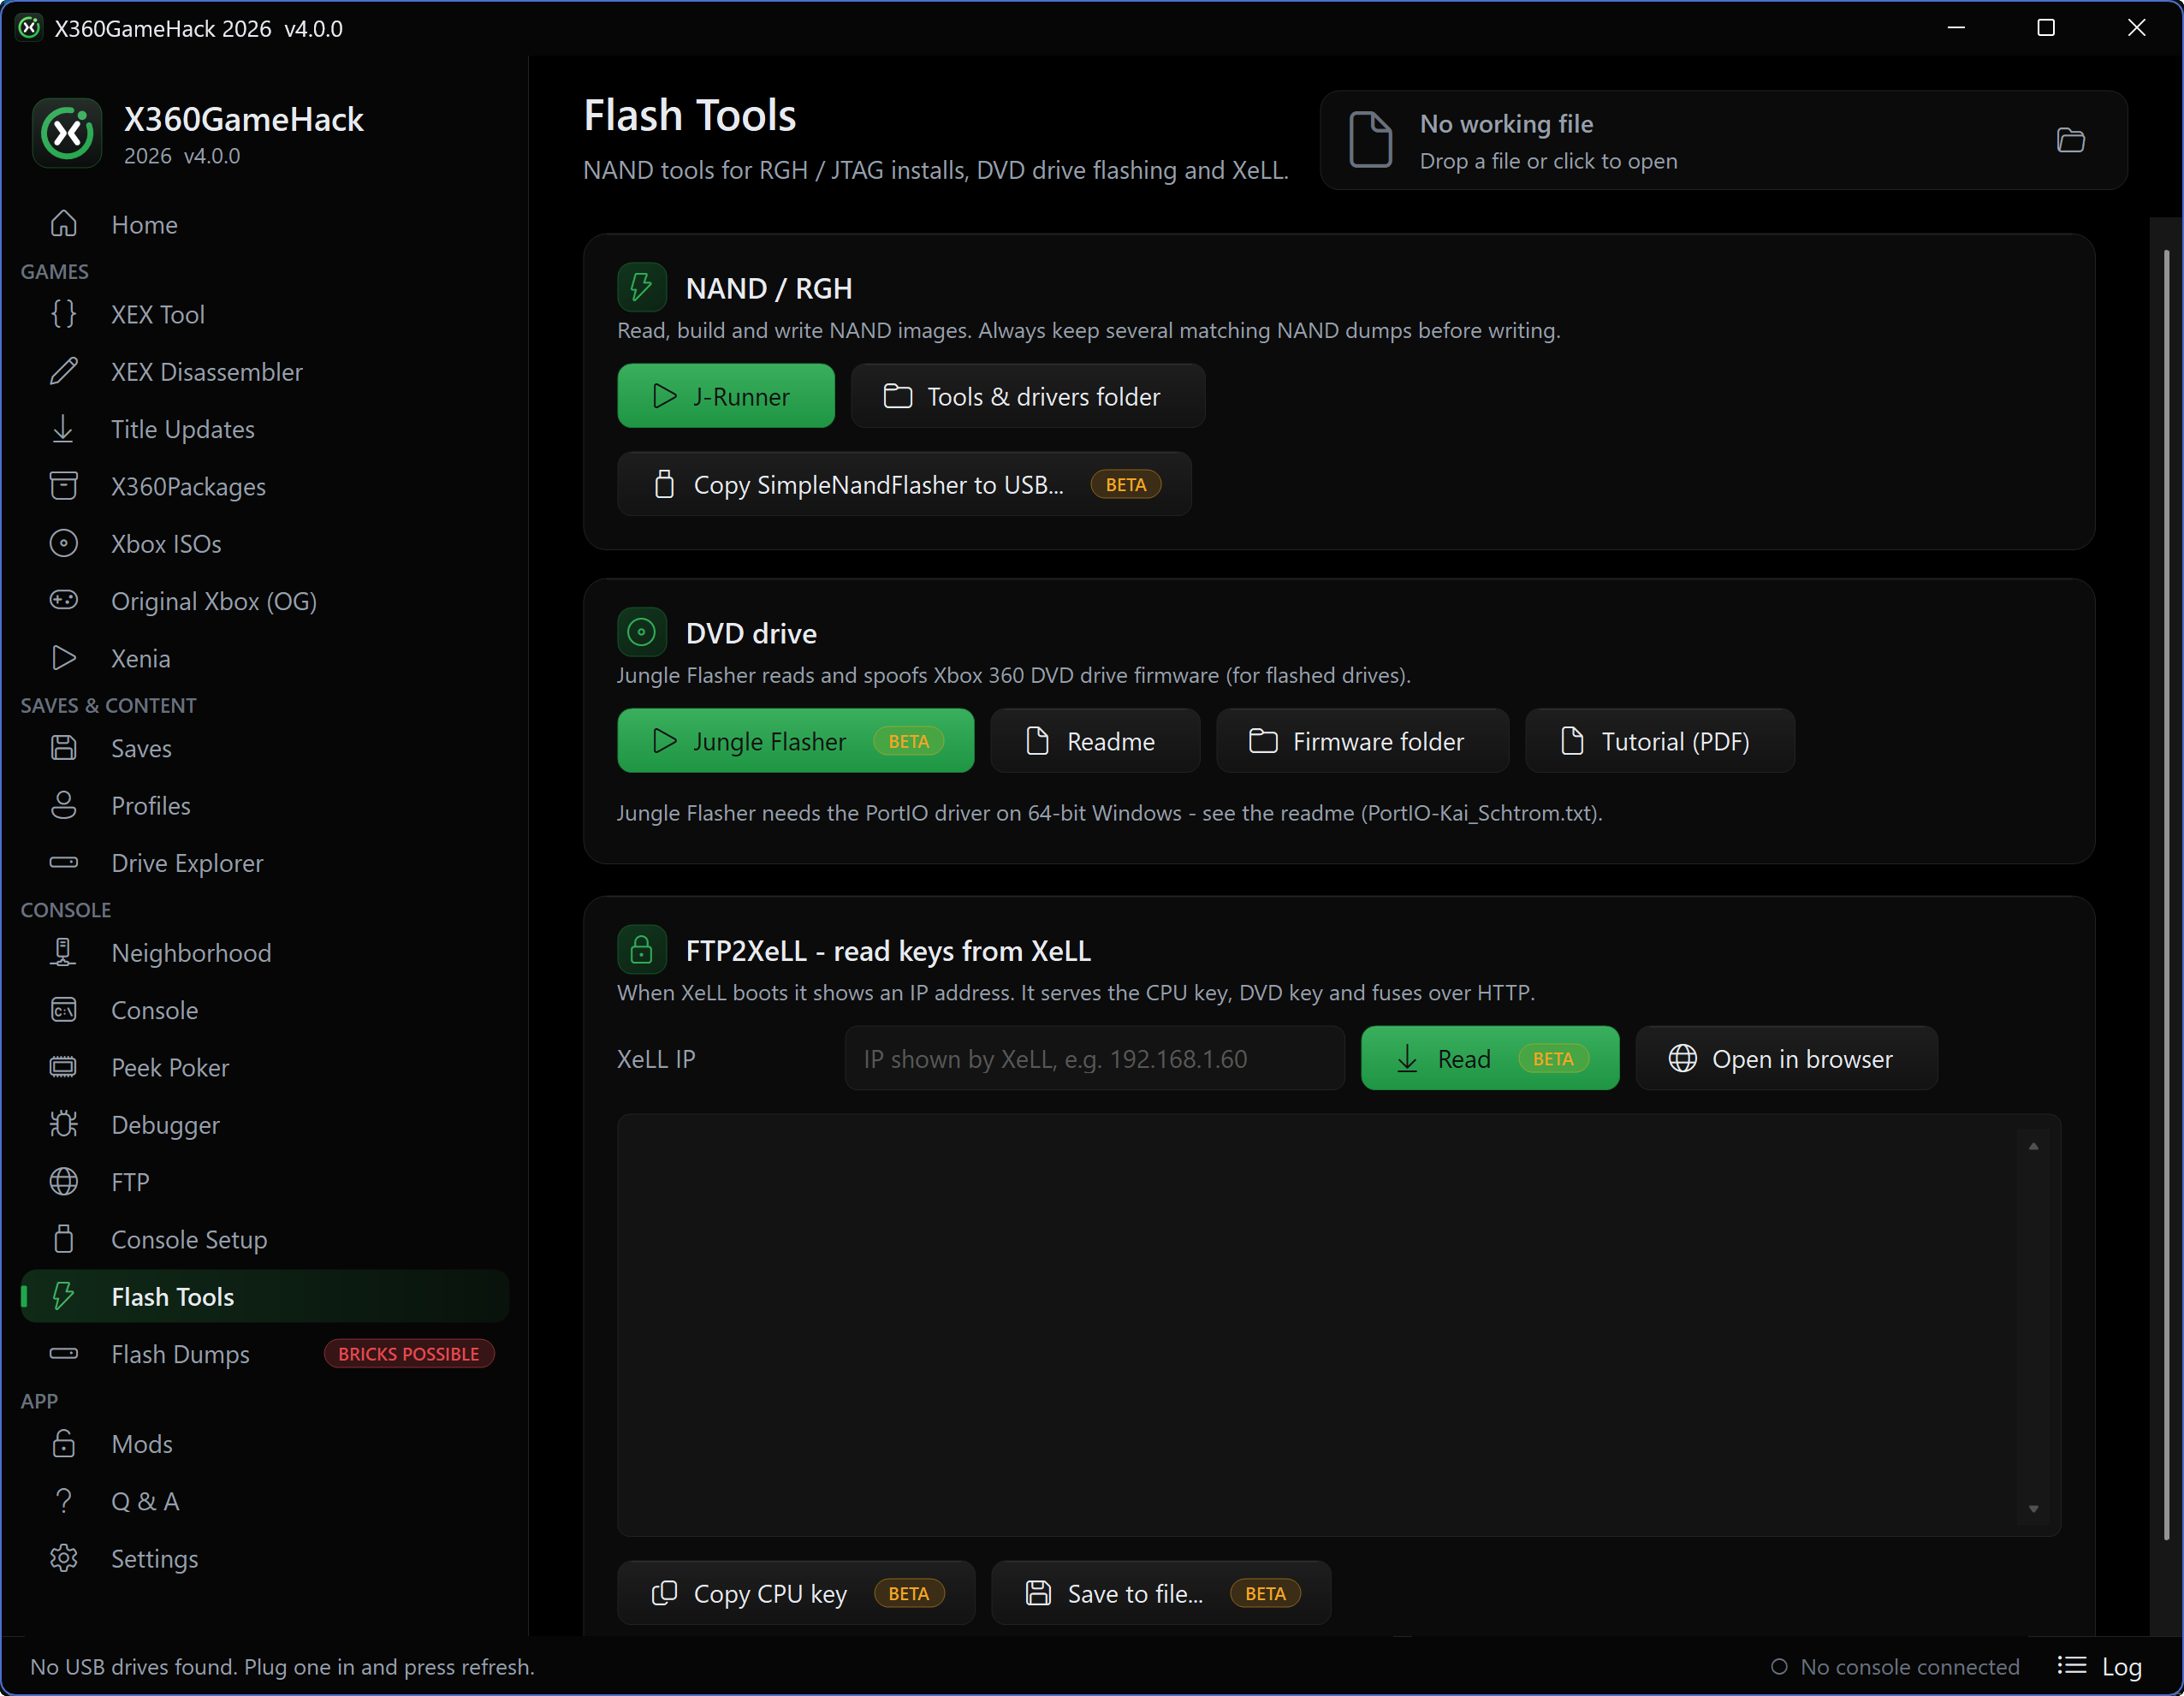 X360GameHack 2026 v4.0.0
X360GameHack
2026 v4.0.0
Home
GAMES
XEX Tool
XEX Disassembler
Title Updates
X360Packages
Xbox ISOs
Original Xbox (OG)
Xenia
SAVES & CONTENT
Saves
Profiles
Drive Explorer
CONSOLE
Neighborhood
Console
Peek Poker
Debugger
FTP
Console Setup
Flash Tools
Flash Dumps BRICKS POSSIBLE
APP
Mods
Q & A
Settings
Flash Tools
NAND tools for RGH / JTAG installs, DVD drive flashing and XeLL.
No working file
Drop a file or click to open
NAND / RGH
Read, build and write NAND images. Always keep several matching NAND dumps before writing.
J-Runner Tools & drivers folder
Copy SimpleNandFlasher to USB... BETA
DVD drive
Jungle Flasher reads and spoofs Xbox 360 DVD drive firmware (for flashed drives).
Jungle Flasher BETA Readme Firmware folder Tutorial (PDF)
Jungle Flasher needs the PortIO driver on 64-bit Windows - see the readme (PortIO-Kai_Schtrom.txt).
FTP2XeLL - read keys from XeLL
When XeLL boots it shows an IP address. It serves the CPU key, DVD key and fuses over HTTP.
XeLL IP IP shown by XeLL, e.g. 192.168.1.60 Read BETA Open in browser
Copy CPU key BETA Save to file... BETA
No USB drives found. Plug one in and press refresh.
No console connected Log